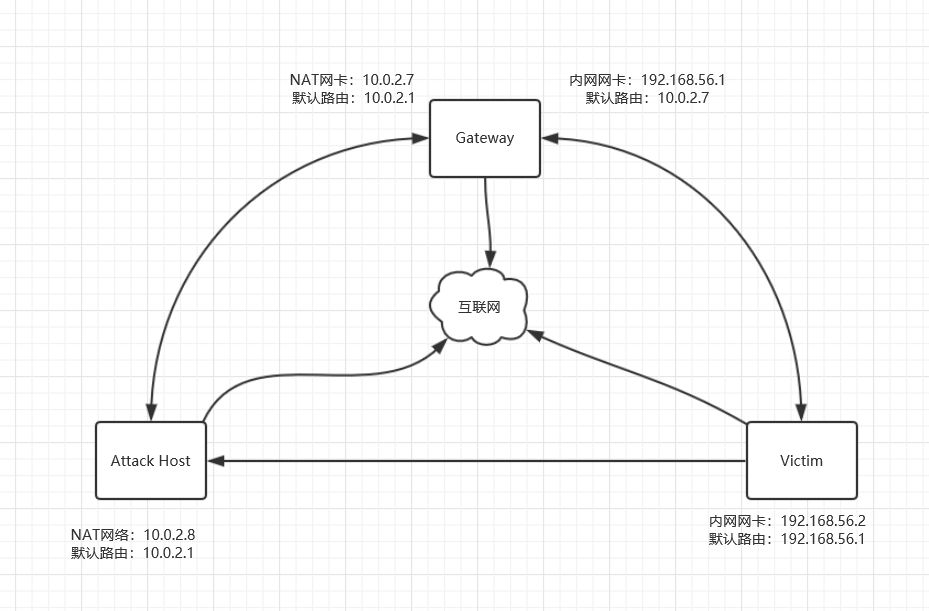 NAT网卡：10.0.2.7
默认路由：10.0.2.1
内网网卡：192.168.56.1
默认路由：10.0.2.7
Gateway
互联网
Attack Host
Victim
NAT网络：10.0.2.8
默认路由：10.0.2.1
内网网卡：192.168.56.2
默认路由：192.168.56.1